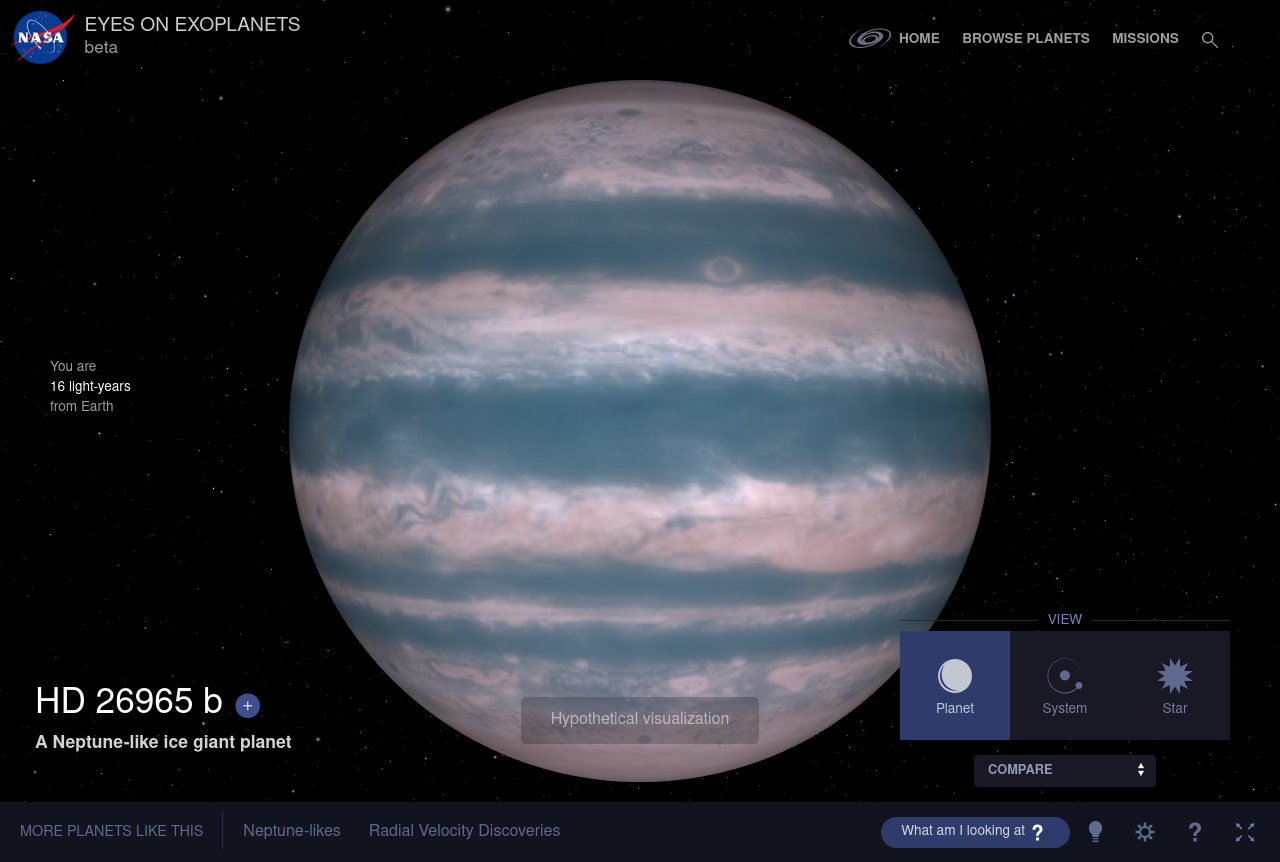 NASA
EYES ON EXOPLANETS
beta
HOME
BROWSE PLANETS
MISSIONS
You are
16 light-years
from Earth
HD 26965 b +
A Neptune-like ice giant planet
Hypothetical visualization
VIEW
Planet
System
Star
COMPARE
MORE PLANETS LIKE THIS
Neptune-likes
Radial Velocity Discoveries
What am I looking at ?
?